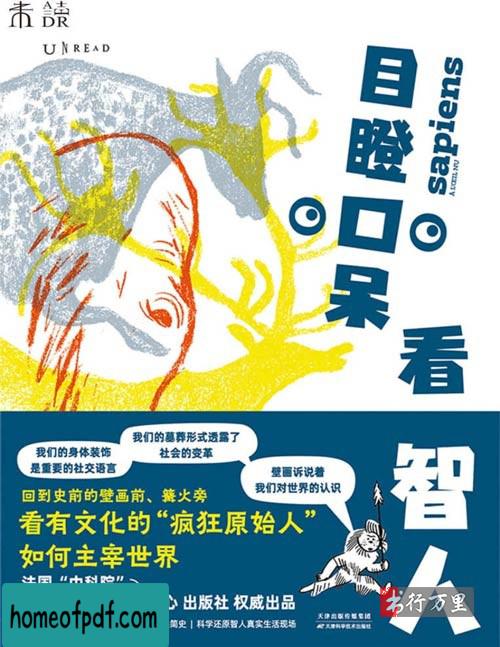 未讀
UNREAD
目瞪口呆
sapiens
À L'ŒIL NU
看
智人
我们的身体装饰
是重要的社交语言
我们的墓葬形式透露了
社会的变革
壁画诉说着
我们对世界的认识
回到史前的壁画前、篝火旁
看有文化的“疯狂原始人”
如何主宰世界
法国“中科院”
心 出版社 权威出品
简史 | 科学还原智人真实生活现场
天津出版传媒集团
天津科学技术出版社
书行万里
homeofpdf.com